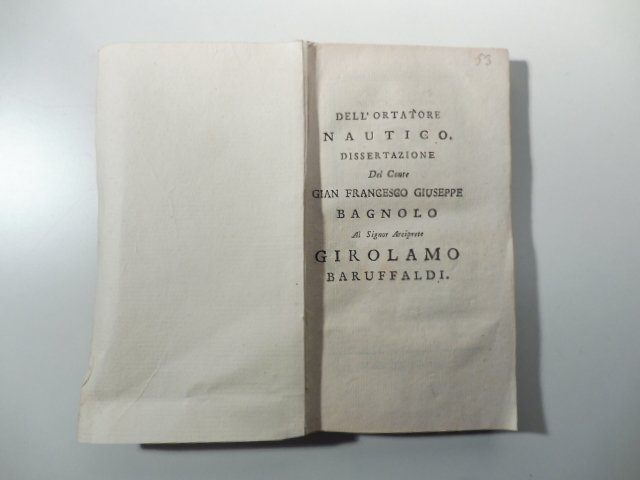 53
DELL'ORTATORE
NAUTICO.
DISSERTAZIONE
Del Conte
GIAN FRANCESCO GIUSEPPE
BAGNOLO
Al Signor Arciprete
GIROLAMO
BARUFFALDI.